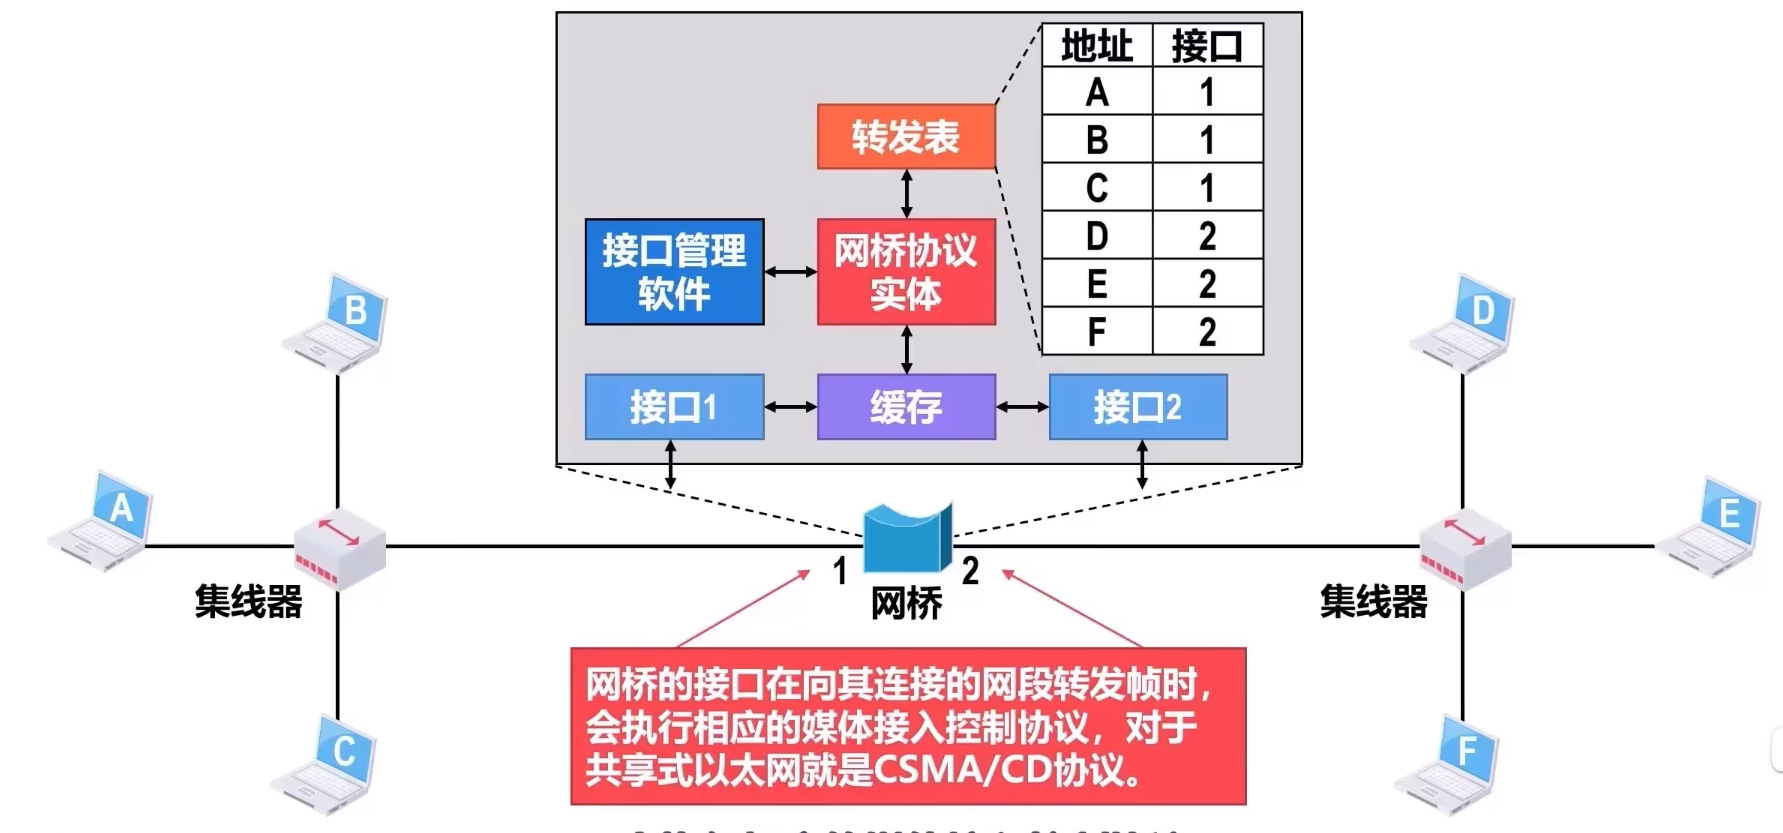 地址 接口
A 1
B 1
C 1
D 2
E 2
F 2
转发表
接口管理
软件
网桥协议
实体
接口1
缓存
接口2
B
D
A
E
1
2
集线器
网桥
集线器
C
F
网桥的接口在向其连接的网段转发帧时，
会执行相应的媒体接入控制协议，对于
共享式以太网就是CSMA/CD协议。